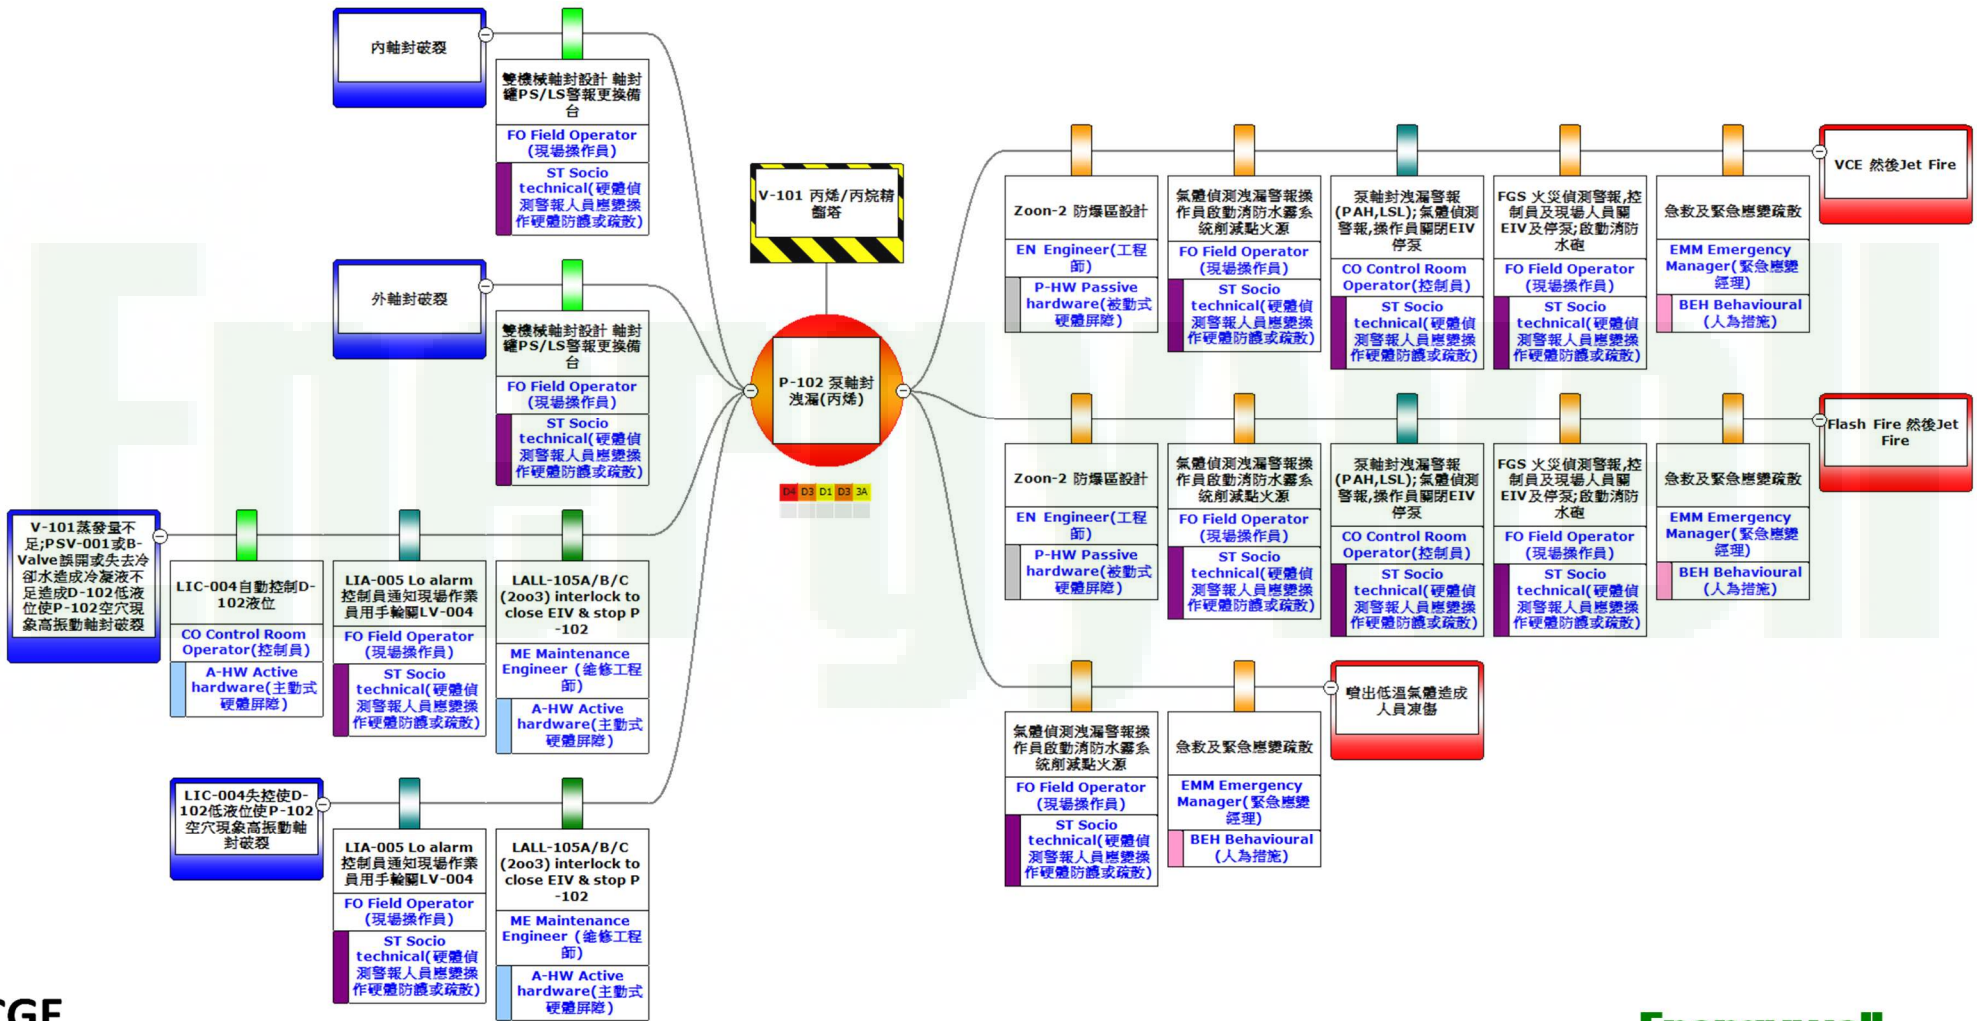 內軸封破裂
雙機械軸封設計 軸封
罐PS/LS警報更換備
台
FO Field Operator
(現場操作員)
ST Socio
technical(硬體偵
測警報人員應變操
作硬體防護或疏散)
外軸封破裂
雙機械軸封設計 軸封
罐PS/LS警報更換備
台
FO Field Operator
(現場操作員)
ST Socio
technical(硬體偵
測警報人員應變操
作硬體防護或疏散)
V-101蒸發量不
足;PSV-001或B-
Valve誤開或失去冷
卻水造成冷凝液不
足造成D-102低液
位使P-102空穴現
象高振動軸封破裂
LIC-004自動控制D-
102液位
CO Control Room
Operator(控制員)
A-HW Active
hardware(主動式
硬體屏障)
LIA-005 Lo alarm
控制員通知現場作業
員用手輪關LV-004
FO Field Operator
(現場操作員)
ST Socio
technical(硬體偵
測警報人員應變操
作硬體防護或疏散)
LALL-105A/B/C
(2oo3) interlock to
close EIV & stop P
-102
ME Maintenance
Engineer (維修工程
師)
A-HW Active
hardware(主動式
硬體屏障)
LIC-004失控使D-
102低液位使P-102
空穴現象高振動軸
封破裂
LIA-005 Lo alarm
控制員通知現場作業
員用手輪關LV-004
FO Field Operator
(現場操作員)
ST Socio
technical(硬體偵
測警報人員應變操
作硬體防護或疏散)
LALL-105A/B/C
(2oo3) interlock to
close EIV & stop P
-102
ME Maintenance
Engineer (維修工程
師)
A-HW Active
hardware(主動式
硬體屏障)
V-101 丙烯/丙烷精
餾塔
P-102 泵軸封
洩漏(丙烯)
D4 D3 D1 D3 3A
Zoon-2 防爆區設計
EN Engineer(工程
師)
P-HW Passive
hardware(被動式
硬體屏障)
氣體偵測洩漏警報操
作員啟動消防水霧系
統削減點火源
FO Field Operator
(現場操作員)
ST Socio
technical(硬體偵
測警報人員應變操
作硬體防護或疏散)
泵軸封洩漏警報
(PAH,LSL);氣體偵測
警報,操作員關閉EIV
停泵
CO Control Room
Operator(控制員)
ST Socio
technical(硬體偵
測警報人員應變操
作硬體防護或疏散)
FGS 火災偵測警報,控
制員及現場人員關
EIV及停泵;啟動消防
水砲
FO Field Operator
(現場操作員)
ST Socio
technical(硬體偵
測警報人員應變操
作硬體防護或疏散)
急救及緊急應變疏散
EMM Emergency
Manager(緊急應變
經理)
BEH Behavioural
(人為措施)
VCE 然後Jet Fire
Zoon-2 防爆區設計
EN Engineer(工程
師)
P-HW Passive
hardware(被動式
硬體屏障)
氣體偵測洩漏警報操
作員啟動消防水霧系
統削減點火源
FO Field Operator
(現場操作員)
ST Socio
technical(硬體偵
測警報人員應變操
作硬體防護或疏散)
泵軸封洩漏警報
(PAH,LSL);氣體偵測
警報,操作員關閉EIV
停泵
CO Control Room
Operator(控制員)
ST Socio
technical(硬體偵
測警報人員應變操
作硬體防護或疏散)
FGS 火災偵測警報,控
制員及現場人員關
EIV及停泵;啟動消防
水砲
FO Field Operator
(現場操作員)
ST Socio
technical(硬體偵
測警報人員應變操
作硬體防護或疏散)
急救及緊急應變疏散
EMM Emergency
Manager(緊急應變
經理)
BEH Behavioural
(人為措施)
Flash Fire 然後Jet
Fire
氣體偵測洩漏警報操
作員啟動消防水霧系
統削減點火源
FO Field Operator
(現場操作員)
ST Socio
technical(硬體偵
測警報人員應變操
作硬體防護或疏散)
急救及緊急應變疏散
EMM Emergency
Manager(緊急應變
經理)
BEH Behavioural
(人為措施)
噴出低溫氣體造成
人員凍傷